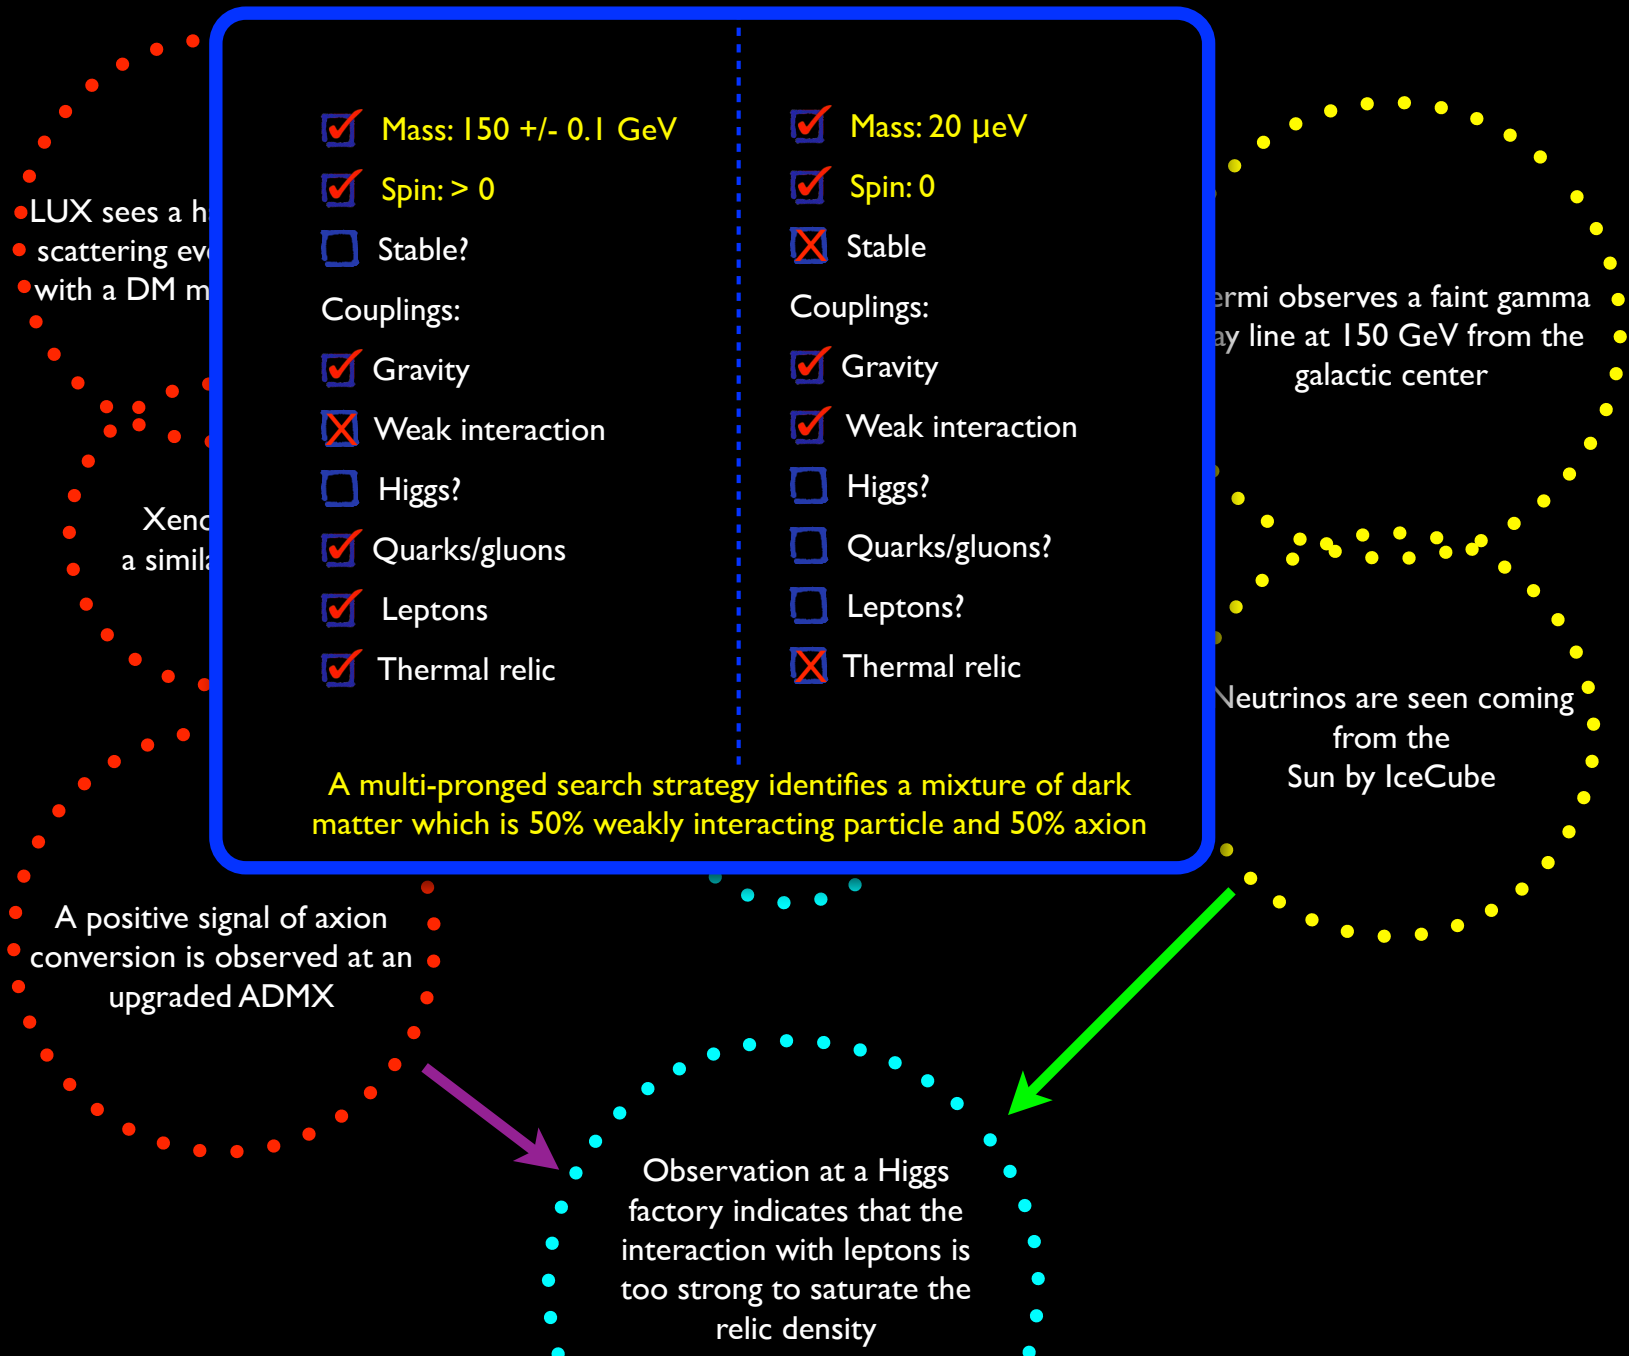 Mass: 150 +/- 0.1 GeV
Spin: > 0
Stable?
Couplings:
Gravity
Weak interaction
Higgs?
Quarks/gluons
Leptons
Thermal relic
Mass: 20 µeV
Spin: 0
Stable
Couplings:
Gravity
Weak interaction
Higgs?
Quarks/gluons?
Leptons?
Thermal relic
A multi-pronged search strategy identifies a mixture of dark
matter which is 50% weakly interacting particle and 50% axion
LUX sees a
scattering
with a DM
a
observes a faint gamma
line at 150 GeV from the
galactic center
Neutrinos are seen coming
from the
Sun by IceCube
A positive signal of axion
conversion is observed at an
upgraded ADMX
Observation at a Higgs
factory indicates that the
interaction with leptons is
too strong to saturate the
relic density